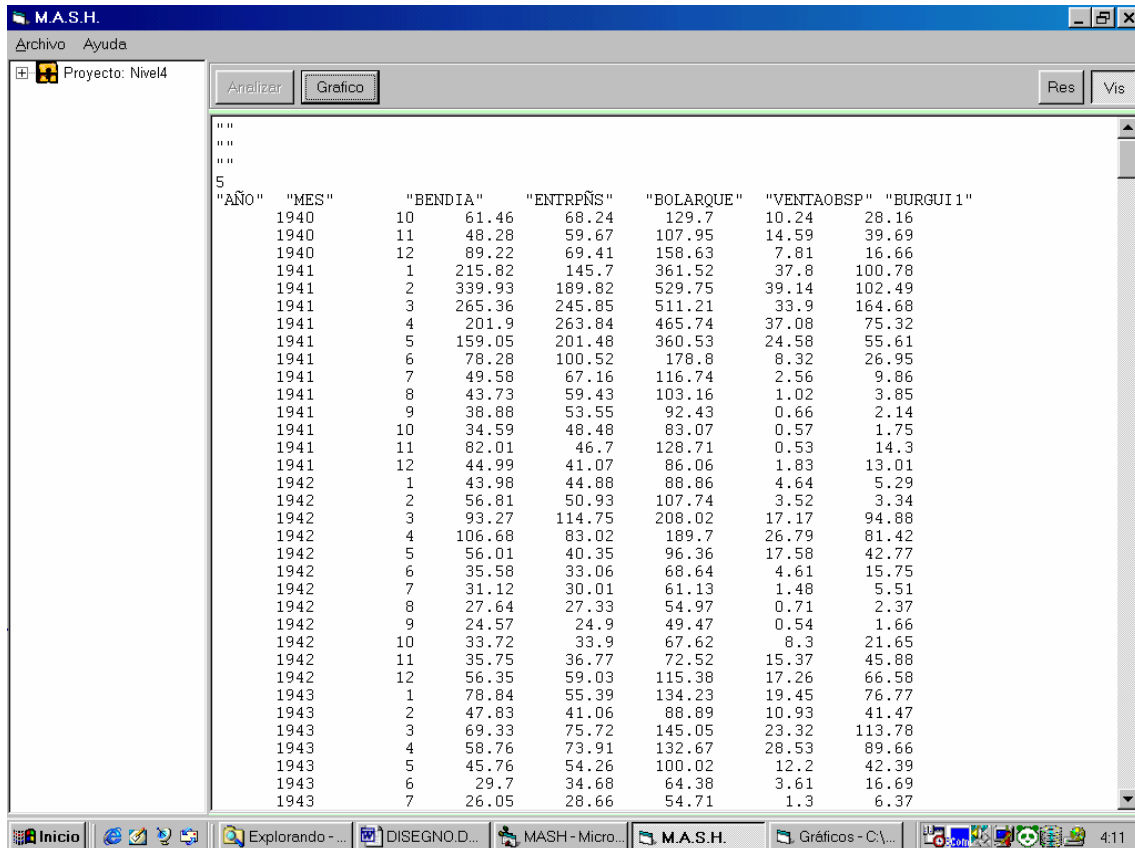 M.A.S.H.
Archivo Ayuda
Proyecto: Nivel4
Analizar Grafico Res Vis
""
""
""
5
"AÑO" "MES" "BENDIA" "ENTRPÑS" "BOLARQUE" "VENTAOBSP" "BURGUI1"
1940 10 61.46 68.24 129.7 10.24 28.16
1940 11 48.28 59.67 107.95 14.59 39.69
1940 12 89.22 69.41 158.63 7.81 16.66
1941 1 215.82 145.7 361.52 37.8 100.78
1941 2 339.93 189.82 529.75 39.14 102.49
1941 3 265.36 245.85 511.21 33.9 164.68
1941 4 201.9 263.84 465.74 37.08 75.32
1941 5 159.05 201.48 360.53 24.58 55.61
1941 6 78.28 100.52 178.8 8.32 26.95
1941 7 49.58 67.16 116.74 2.56 9.86
1941 8 43.73 59.43 103.16 1.02 3.85
1941 9 38.88 53.55 92.43 0.66 2.14
1941 10 34.59 48.48 83.07 0.57 1.75
1941 11 82.01 46.7 128.71 0.53 14.3
1941 12 44.99 41.07 86.06 1.83 13.01
1942 1 43.98 44.88 88.86 4.64 5.29
1942 2 56.81 50.93 107.74 3.52 3.34
1942 3 93.27 114.75 208.02 17.17 94.88
1942 4 106.68 83.02 189.7 26.79 81.42
1942 5 56.01 40.35 96.36 17.58 42.77
1942 6 35.58 33.06 68.64 4.61 15.75
1942 7 31.12 30.01 61.13 1.48 5.51
1942 8 27.64 27.33 54.97 0.71 2.37
1942 9 24.57 24.9 49.47 0.54 1.66
1942 10 33.72 33.9 67.62 8.3 21.65
1942 11 35.75 36.77 72.52 15.37 45.88
1942 12 56.35 59.03 115.38 17.26 66.58
1943 1 78.84 55.39 134.23 19.45 76.77
1943 2 47.83 41.06 88.89 10.93 41.47
1943 3 69.33 75.72 145.05 23.32 113.78
1943 4 58.76 73.91 132.67 28.53 89.66
1943 5 45.76 54.26 100.02 12.2 42.39
1943 6 29.7 34.68 64.38 3.61 16.69
1943 7 26.05 28.66 54.71 1.3 6.37
Inicio Explorando - ... DISEGNO.D... MASH - Micro... M.A.S.H. Gráficos - C:\... 4:11